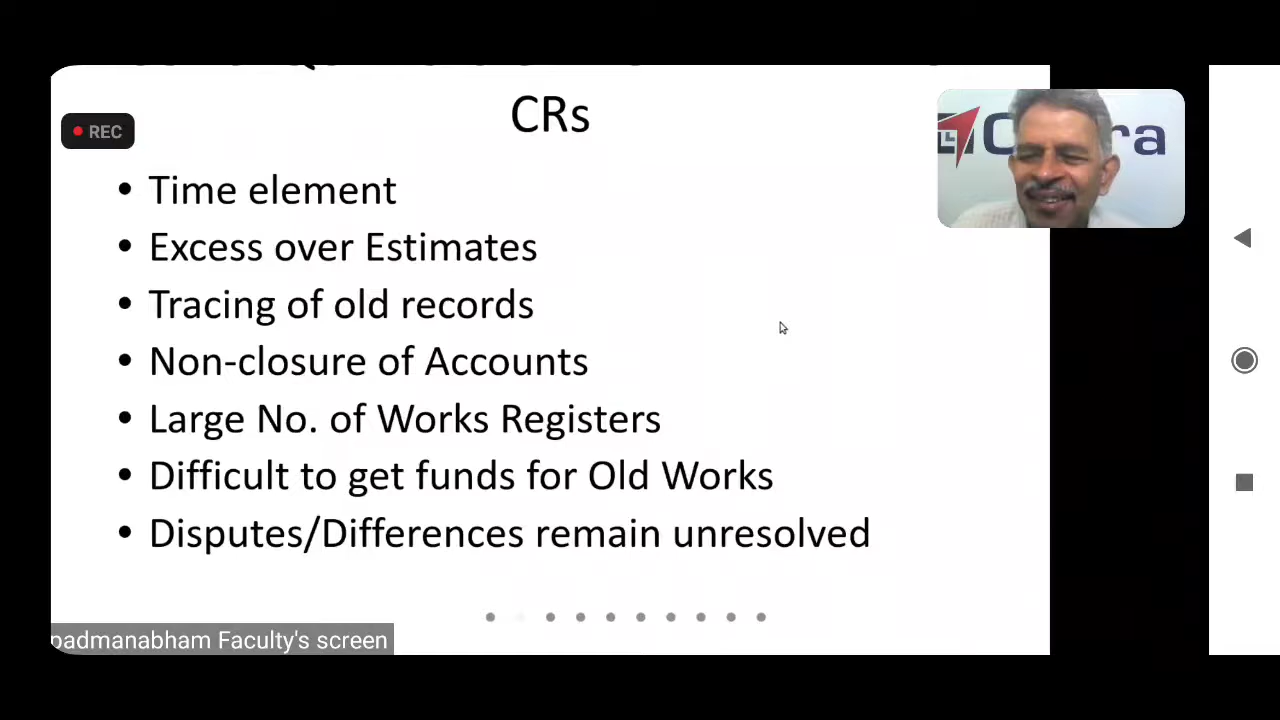 CRs
REC
• Time element
• Excess over Estimates
• Tracing of old records
• Non-closure of Accounts
• Large No. of Works Registers
• Difficult to get funds for Old Works
• Disputes/Differences remain unresolved
padmanabham Faculty's screen